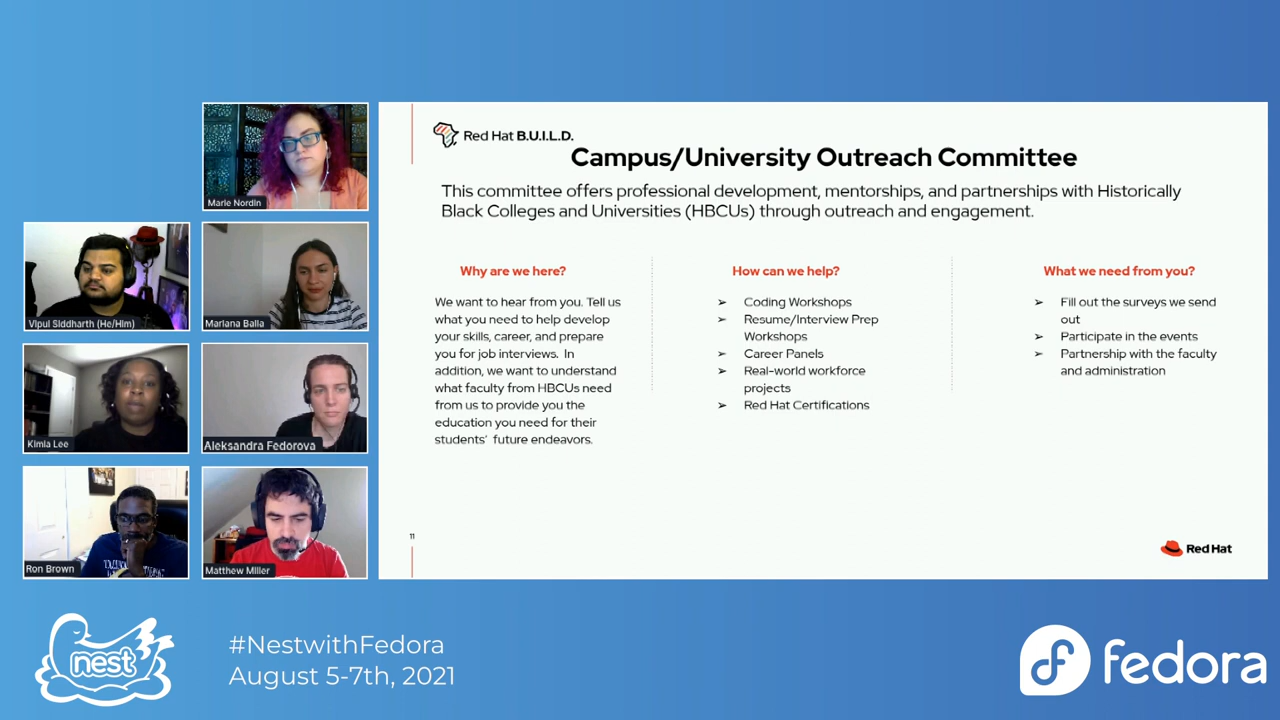 Marie Nordin
Vipul Siddharth (He/Him)
Mariana Balla
Kimia Lee
Aleksandra Fedorova
Ron Brown
Matthew Miller
Red Hat B.U.I.L.D.
Campus/University Outreach Committee
This committee offers professional development, mentorships, and partnerships with Historically
Black Colleges and Universities (HBCUs) through outreach and engagement.
Why are we here?
We want to hear from you. Tell us
what you need to help develop
your skills, career, and prepare
you for job interviews. In
addition, we want to understand
what faculty from HBCUs need
from us to provide you the
education you need for their
students' future endeavors.
How can we help?
➢ Coding Workshops
➢ Resume/Interview Prep
Workshops
➢ Career Panels
➢ Real-world workforce
projects
➢ Red Hat Certifications
What we need from you?
➢ Fill out the surveys we send
out
➢ Participate in the events
➢ Partnership with the faculty
and administration
11
Red Hat
nest
#NestwithFedora
August 5-7th, 2021
fedora